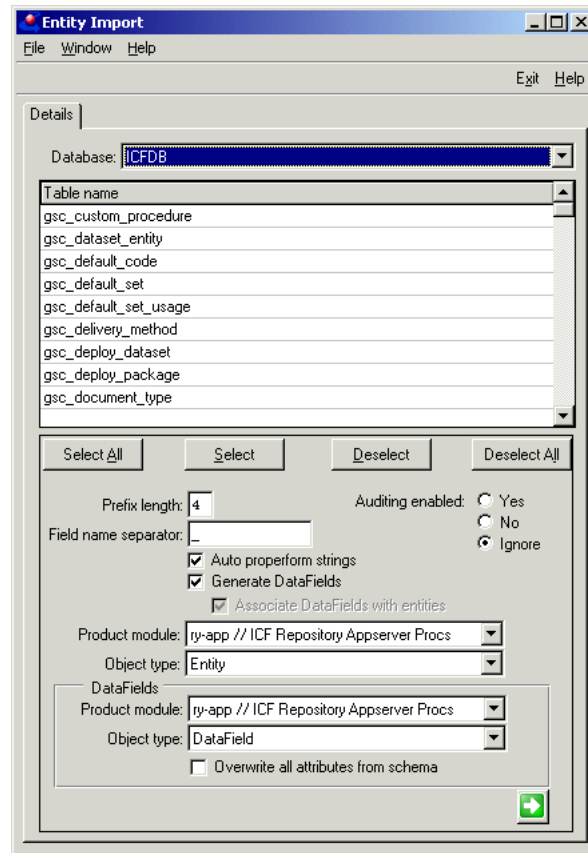 Entity Import
File Window Help
Exit Help
Details
Database: ICFDB
Table name
gsc_custom_procedure
gsc_dataset_entity
gsc_default_code
gsc_default_set
gsc_default_set_usage
gsc_delivery_method
gsc_deploy_dataset
gsc_deploy_package
gsc_document_type
Select All Select Deselect Deselect All
Prefix length: 4 Auditing enabled: Yes
No
Field name separator: _
Ignore
Auto properform strings
Generate DataFields
Associate DataFields with entities
Product module: ry-app // ICF Repository Appserver Procs
Object type: Entity
DataFields
Product module: ry-app // ICF Repository Appserver Procs
Object type: DataField
Overwrite all attributes from schema